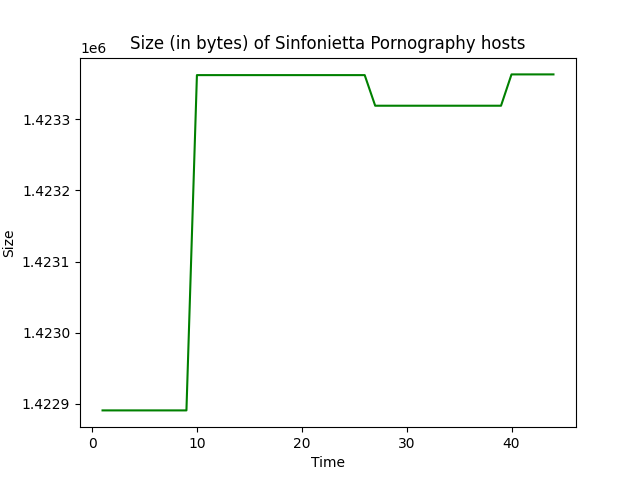 Size (in bytes) of Sinfonietta Pornography hosts
1e6
1.4233
1.4232
1.4231
1.4230
1.4229
Size
0 10 20 30 40
Time